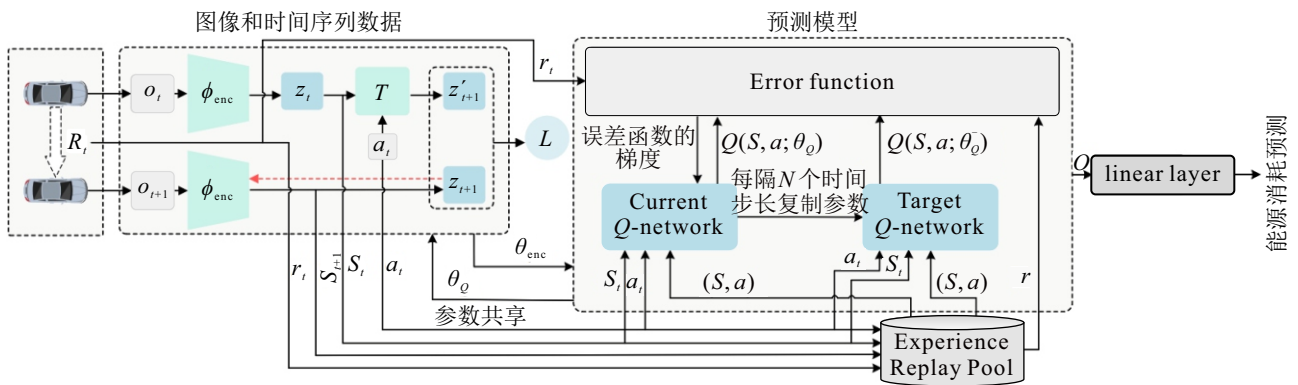 图像和时间序列数据
预测模型
o_t
ϕ_enc
z_t
T
z′_{t+1}
r_t
Error function
R_t
a_t
L
误差函数的
梯度
Q(S, a; θ_Q)
Q(S, a; θ_Q^-)
o_{t+1}
ϕ_enc
z_{t+1}
每隔N个时间
步长复制参数
Current
Q-network
Target
Q-network
Q
linear layer
能源消耗预测
r_t
S_{t+1}
S_t
a_t
θ_enc
θ_Q
参数共享
S_t
a_t
(S, a)
a_t
S_t
(S, a)
r
Experience
Replay Pool